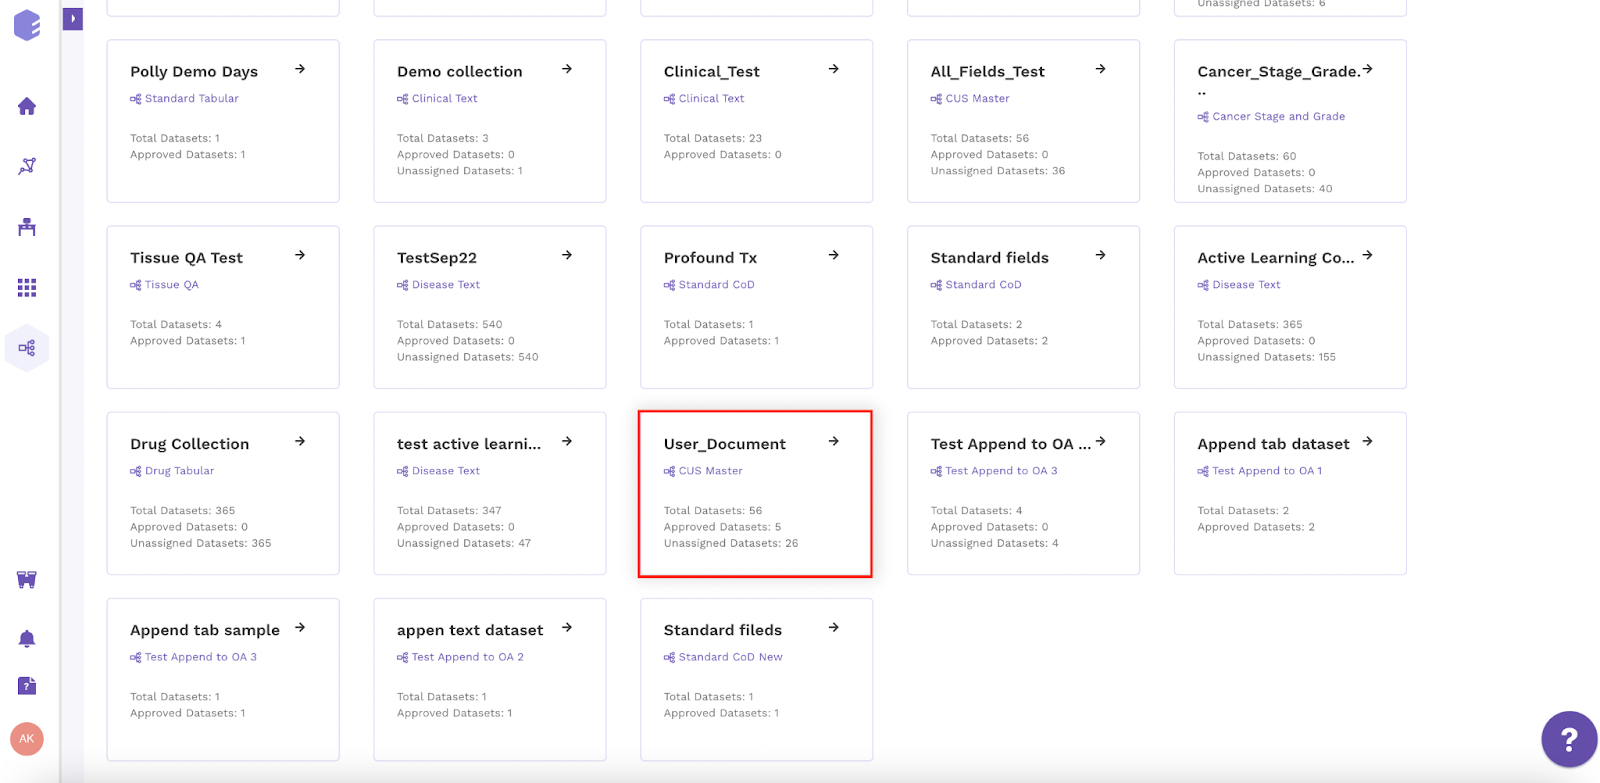 Unassigned Datasets: 6
Polly Demo Days
Standard Tabular
Total Datasets: 1
Approved Datasets: 1
Demo collection
Clinical Text
Total Datasets: 3
Approved Datasets: 0
Unassigned Datasets: 1
Clinical_Test
Clinical Text
Total Datasets: 23
Approved Datasets: 0
All_Fields_Test
CUS Master
Total Datasets: 56
Approved Datasets: 0
Unassigned Datasets: 36
Cancer_Stage_Grade.
..
Cancer Stage and Grade
Total Datasets: 60
Approved Datasets: 0
Unassigned Datasets: 40
Tissue QA Test
Tissue QA
Total Datasets: 4
Approved Datasets: 1
TestSep22
Disease Text
Total Datasets: 540
Approved Datasets: 0
Unassigned Datasets: 540
Profound Tx
Standard CoD
Total Datasets: 1
Approved Datasets: 1
Standard fields
Standard CoD
Total Datasets: 2
Approved Datasets: 2
Active Learning Co...
Disease Text
Total Datasets: 365
Approved Datasets: 0
Unassigned Datasets: 155
Drug Collection
Drug Tabular
Total Datasets: 365
Approved Datasets: 0
Unassigned Datasets: 365
test active learni...
Disease Text
Total Datasets: 347
Approved Datasets: 0
Unassigned Datasets: 47
User_Document
CUS Master
Total Datasets: 56
Approved Datasets: 5
Unassigned Datasets: 26
Test Append to OA ...
Test Append to OA 3
Total Datasets: 4
Approved Datasets: 0
Unassigned Datasets: 4
Append tab dataset
Test Append to OA 1
Total Datasets: 2
Approved Datasets: 2
Append tab sample
Test Append to OA 3
Total Datasets: 1
Approved Datasets: 1
appen text dataset
Test Append to OA 2
Total Datasets: 1
Approved Datasets: 1
Standard fileds
Standard CoD New
Total Datasets: 1
Approved Datasets: 1
?
AK
?